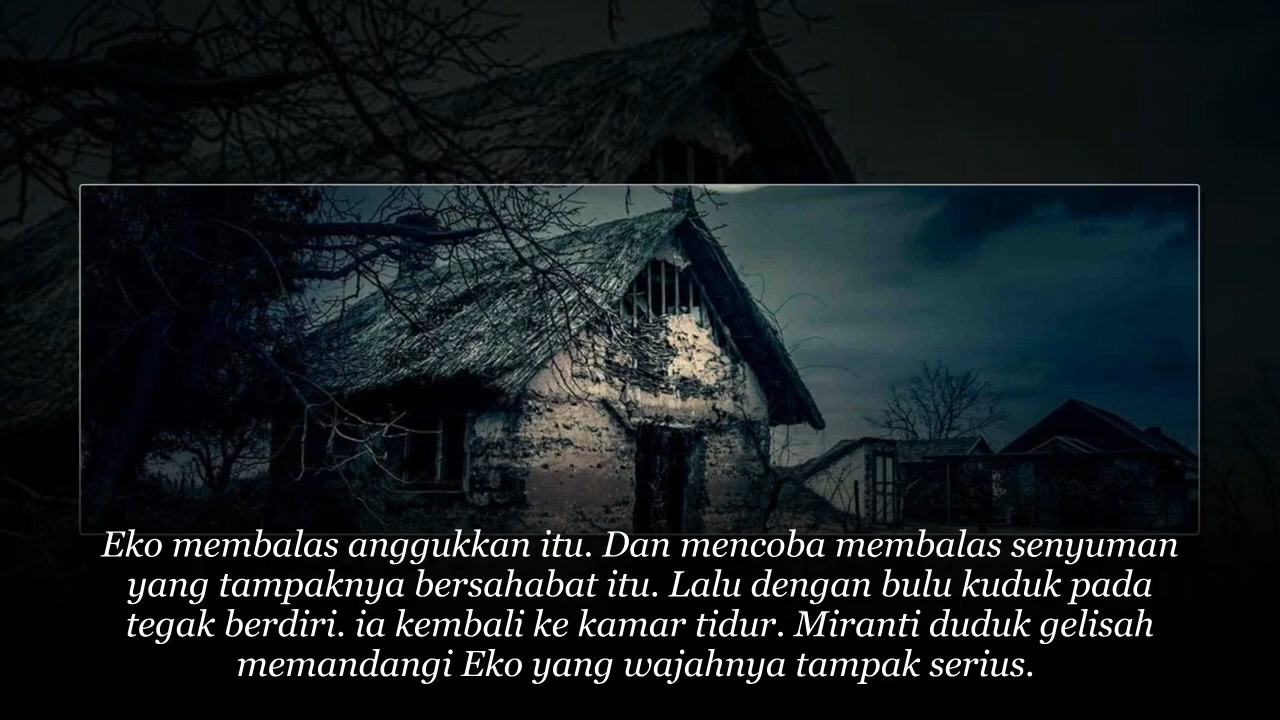 Eko membalas anggukkan itu. Dan mencoba membalas senyuman
yang tampaknya bersahabat itu. Lalu dengan bulu kuduk pada
tegak berdiri. ia kembali ke kamar tidur. Miranti duduk gelisah
memandangi Eko yang wajahnya tampak serius.